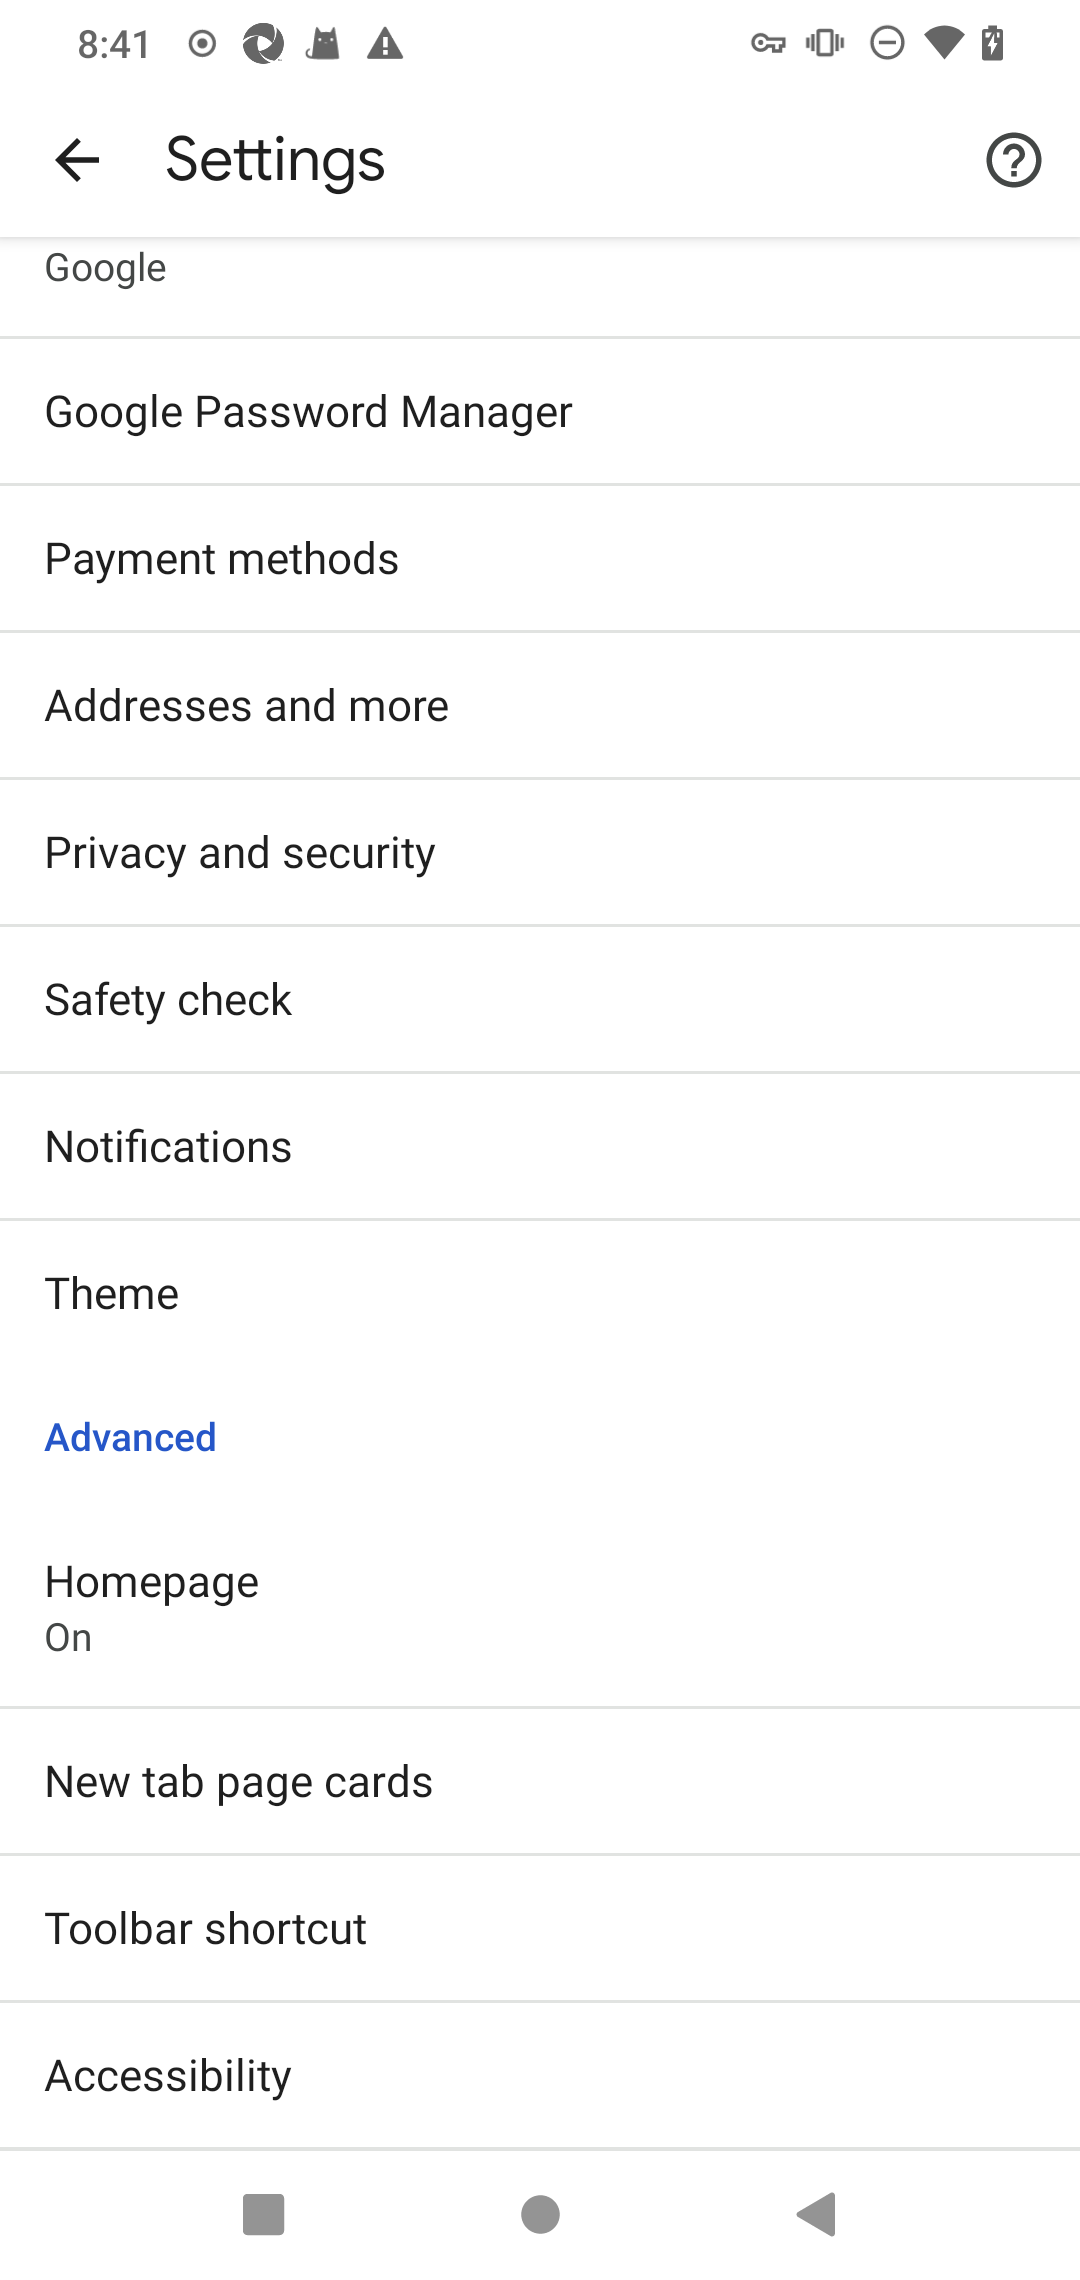 8:41
Settings
Google
Google Password Manager
Payment methods
Addresses and more
Privacy and security
Safety check
Notifications
Theme
Advanced
Homepage
On
New tab page cards
Toolbar shortcut
Accessibility